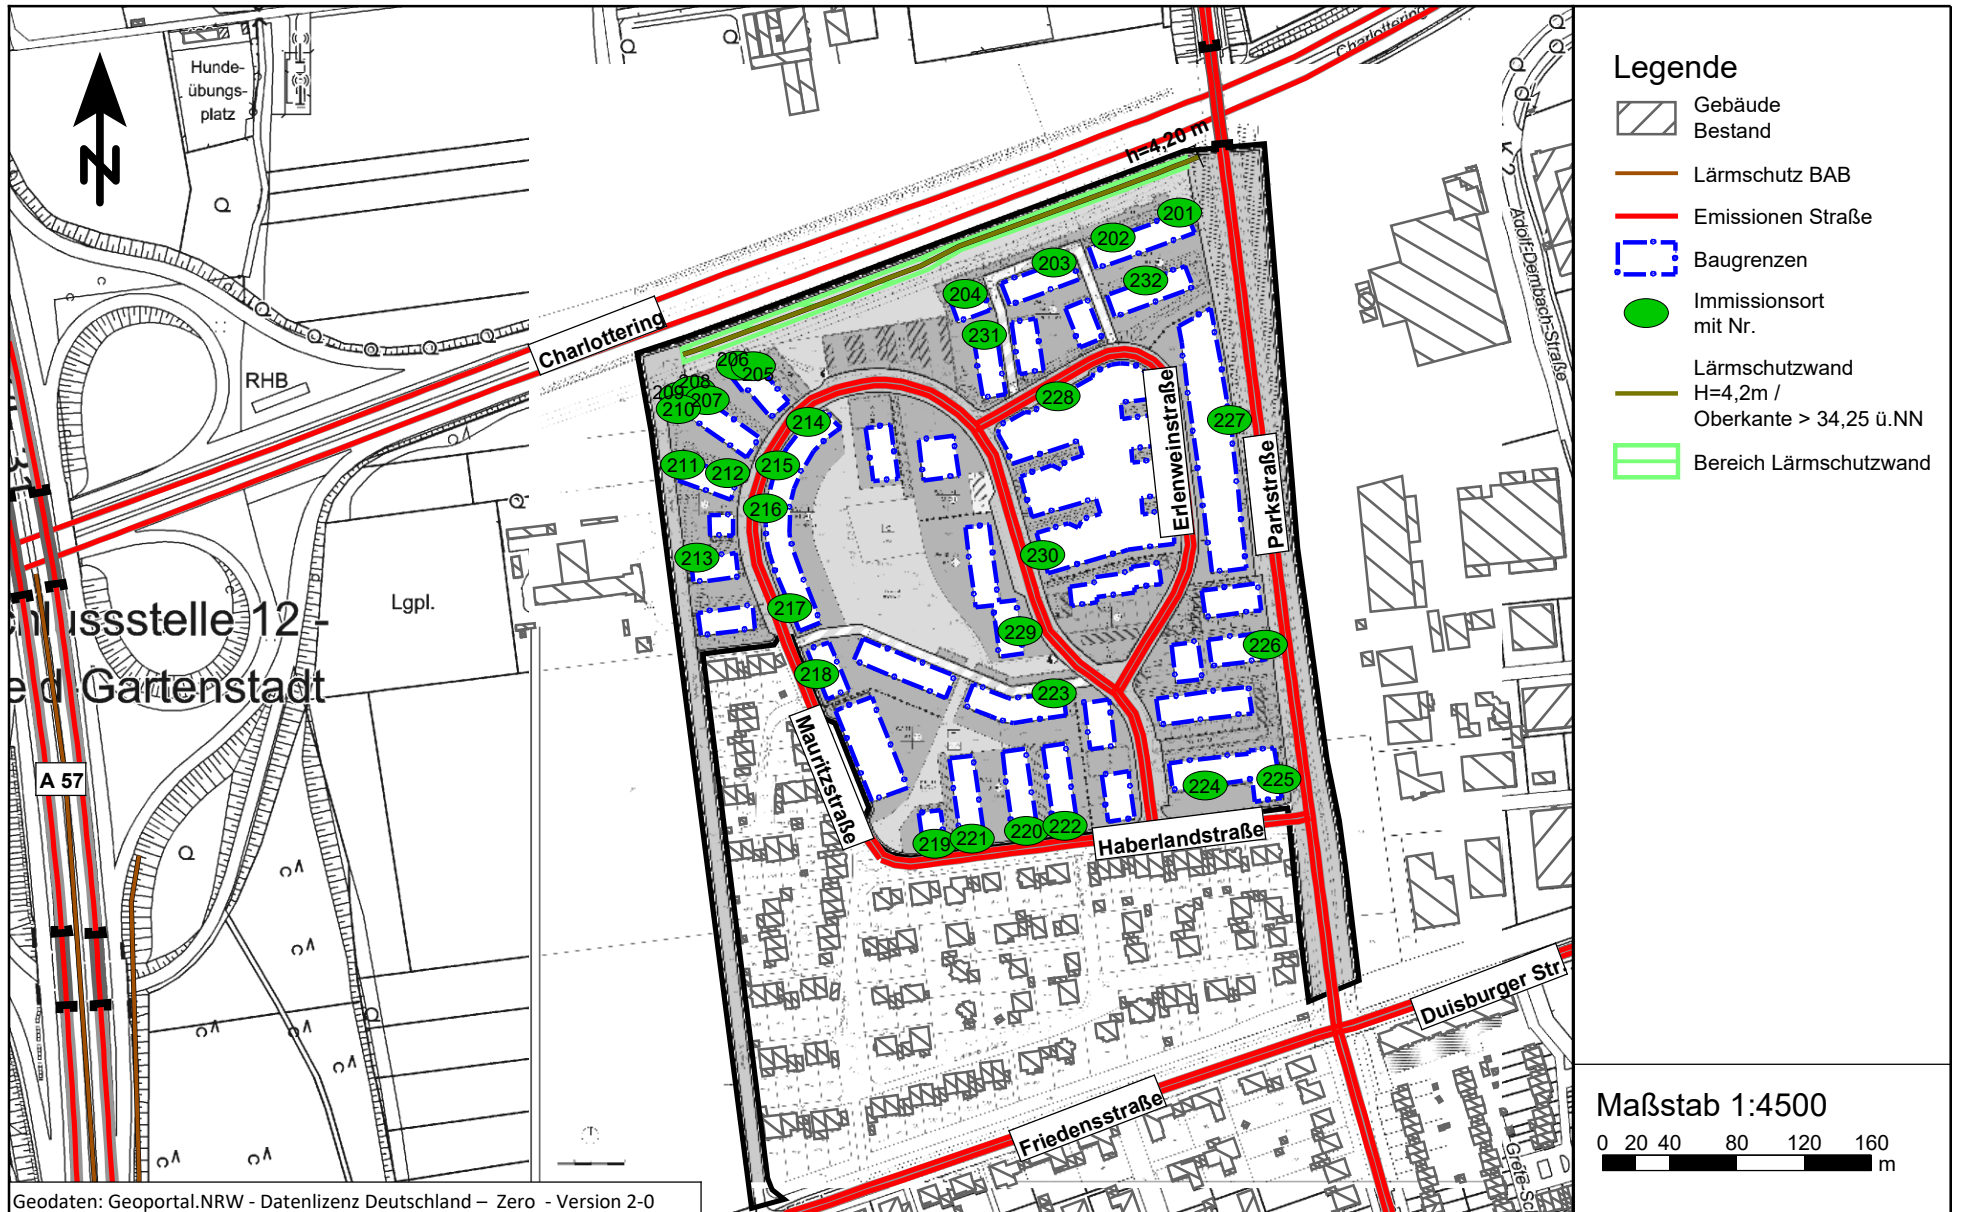 Hunde-
übungs-
platz
N
Charlottering
h=4,20 m
K 2
Adolf-Dembach-Straße
201
202
203
232
204
231
Charlottering
206
205
208
209
207
210
RHB
228
214
227
Erlenweinstraße
Parkstraße
211
212
215
216
230
213
Lgpl.
217
229
226
218
223
hlussstelle 12 -
d Gartenstadt
Mauritzstraße
A 57
224
225
219
221
220
222
Haberlandstraße
Duisburger Str.
Friedensstraße
Geodaten: Geoportal.NRW - Datenlizenz Deutschland – Zero - Version 2-0
Legende
Gebäude
Bestand
Lärmschutz BAB
Emissionen Straße
Baugrenzen
Immissionsort
mit Nr.
Lärmschutzwand
H=4,2m /
Oberkante > 34,25 ü.NN
Bereich Lärmschutzwand
Maßstab 1:4500
0 20 40 80 120 160
m